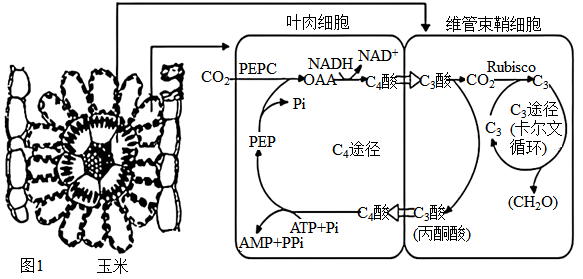 叶肉细胞
维管束鞘细胞
NADH
NAD⁺
CO₂
PEPC
OAA
C₄酸
C₃酸
CO₂
Rubisco
C₃
Pi
C₃途径
(卡尔文
循环)
C₃
PEP
C₄途径
(CH₂O)
C₄酸
C₃酸
(丙酮酸)
ATP+Pi
AMP+PPi
图1
玉米